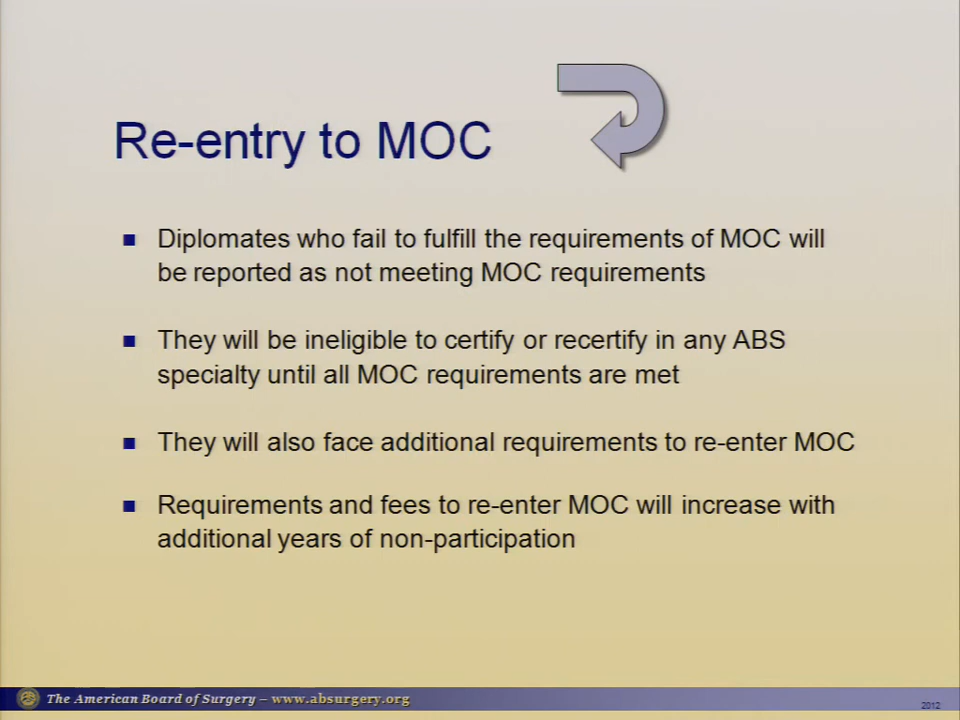 Re-entry to MOC
Diplomates who fail to fulfill the requirements of MOC will
be reported as not meeting MOC requirements
They will be ineligible to certify or recertify in any ABS
specialty until all MOC requirements are met
They will also face additional requirements to re-enter MOC
Requirements and fees to re-enter MOC will increase with
additional years of non-participation
The American Board of Surgery – www.absurgery.org
2012